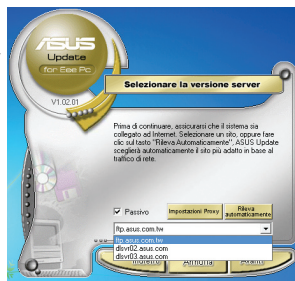 ASUS
Update
for Eee Pc
V1.02.01
Selezionare la versione server
Prima di continuare, assicurarsi che il sistema sia
collegato ad Internet. Selezionare un sito, oppure fare
clic sul tasto "Rileva Automaticamente", ASUS Update
sceglierà automaticamente il sito più adatto in base al
traffico di rete.
Passivo
Impostazioni Proxy
Rileva
automaticamente
ftp.asus.com.tw
ftp.asus.com.tw
dlsvr02.asus.com
dlsvr03.asus.com